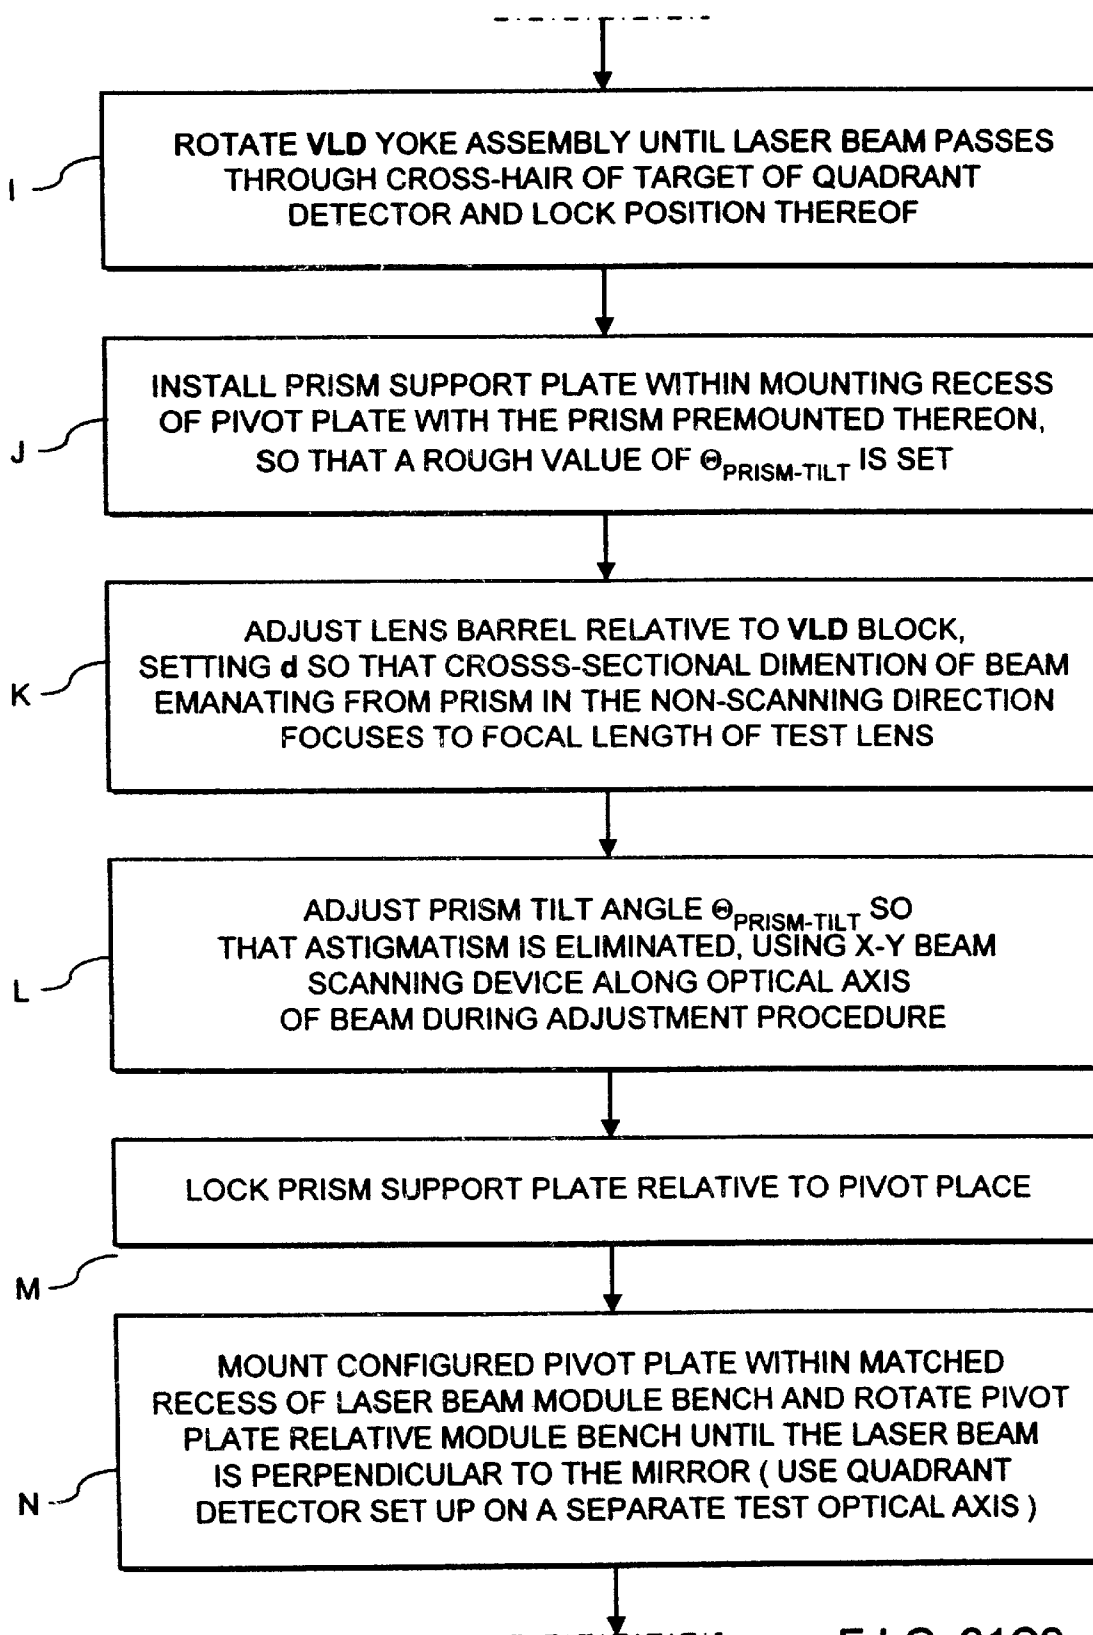 I
ROTATE VLD YOKE ASSEMBLY UNTIL LASER BEAM PASSES
THROUGH CROSS-HAIR OF TARGET OF QUADRANT
DETECTOR AND LOCK POSITION THEREOF
J
INSTALL PRISM SUPPORT PLATE WITHIN MOUNTING RECESS
OF PIVOT PLATE WITH THE PRISM PREMOUNTED THEREON,
SO THAT A ROUGH VALUE OF ΘPRISM-TILT IS SET
K
ADJUST LENS BARREL RELATIVE TO VLD BLOCK,
SETTING d SO THAT CROSSS-SECTIONAL DIMENTION OF BEAM
EMANATING FROM PRISM IN THE NON-SCANNING DIRECTION
FOCUSES TO FOCAL LENGTH OF TEST LENS
L
ADJUST PRISM TILT ANGLE ΘPRISM-TILT SO
THAT ASTIGMATISM IS ELIMINATED, USING X-Y BEAM
SCANNING DEVICE ALONG OPTICAL AXIS
OF BEAM DURING ADJUSTMENT PROCEDURE
LOCK PRISM SUPPORT PLATE RELATIVE TO PIVOT PLACE
M
MOUNT CONFIGURED PIVOT PLATE WITHIN MATCHED
RECESS OF LASER BEAM MODULE BENCH AND ROTATE PIVOT
PLATE RELATIVE MODULE BENCH UNTIL THE LASER BEAM
IS PERPENDICULAR TO THE MIRROR ( USE QUADRANT
DETECTOR SET UP ON A SEPARATE TEST OPTICAL AXIS )
N